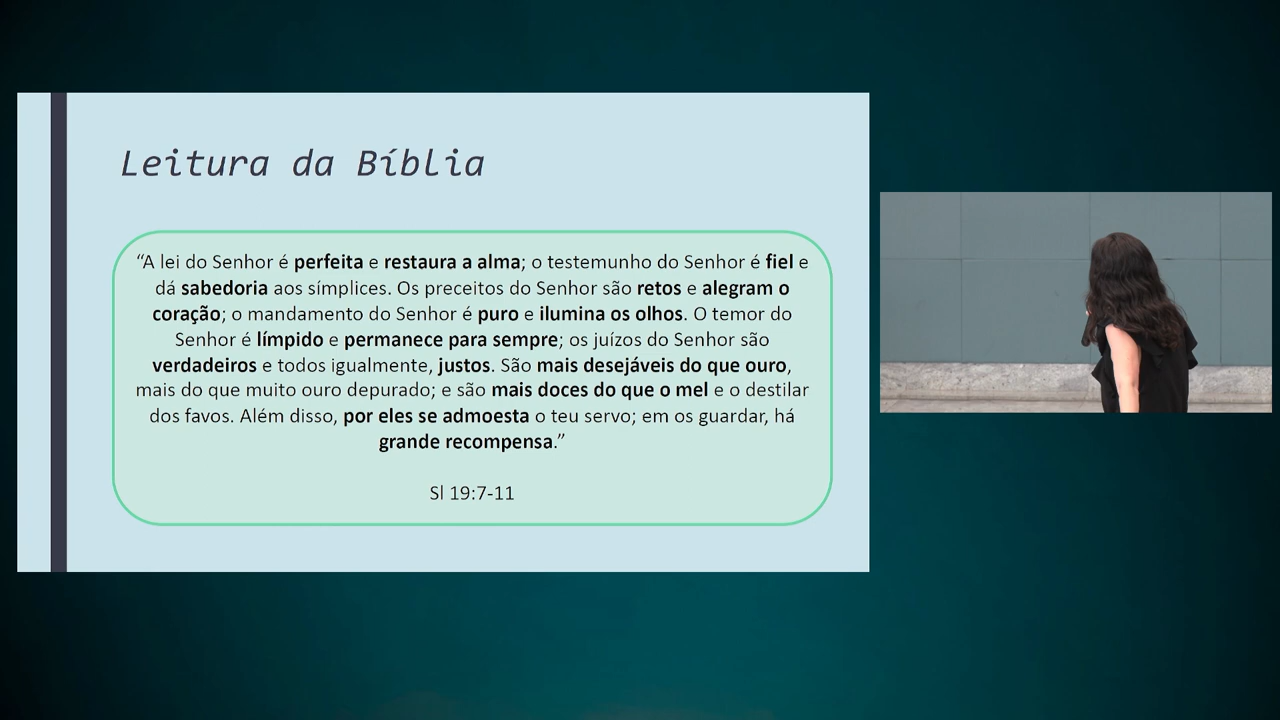 Leitura da Bíblia
“A lei do Senhor é perfeita e restaura a alma; o testemunho do Senhor é fiel e
dá sabedoria aos símplices. Os preceitos do Senhor são retos e alegram o
coração; o mandamento do Senhor é puro e ilumina os olhos. O temor do
Senhor é límpido e permanece para sempre; os juízos do Senhor são
verdadeiros e todos igualmente, justos. São mais desejáveis do que ouro,
mais do que muito ouro depurado; e são mais doces do que o mel e o destilar
dos favos. Além disso, por eles se admoesta o teu servo; em os guardar, há
grande recompensa.”
Sl 19:7-11